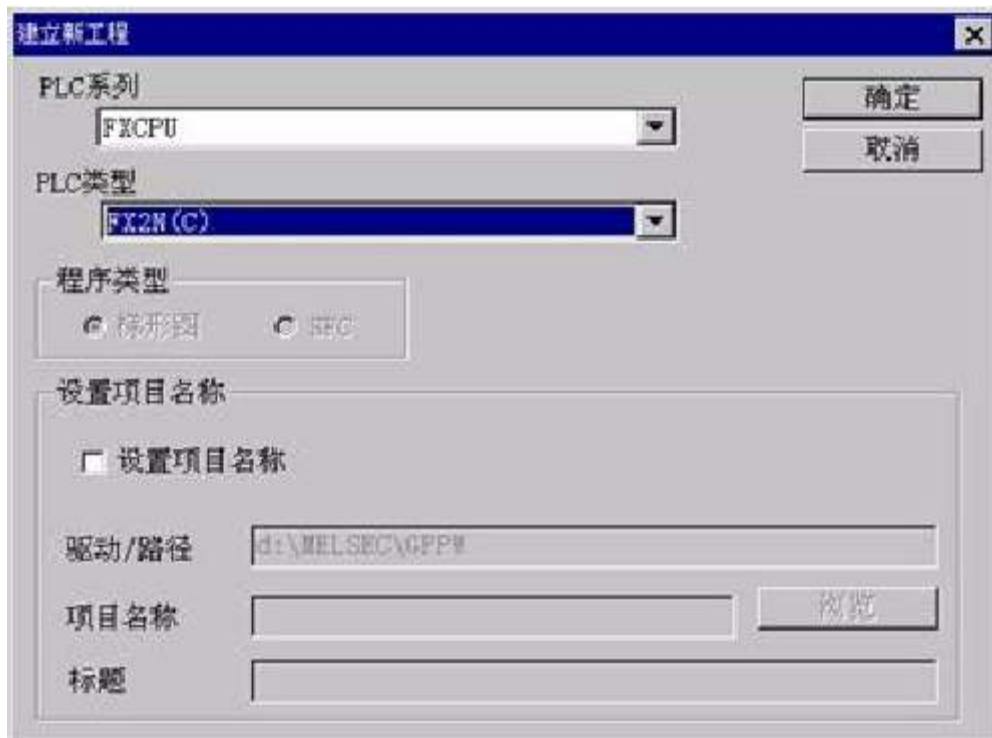 建立新工程
PLC系列
确定
FXCPU
取消
PLC类型
FX2N(C)
程序类型
梯形图 SFC
设置项目名称
设置项目名称
驱动/路径 d:\MELSEC\GPPW
项目名称 浏览
标题